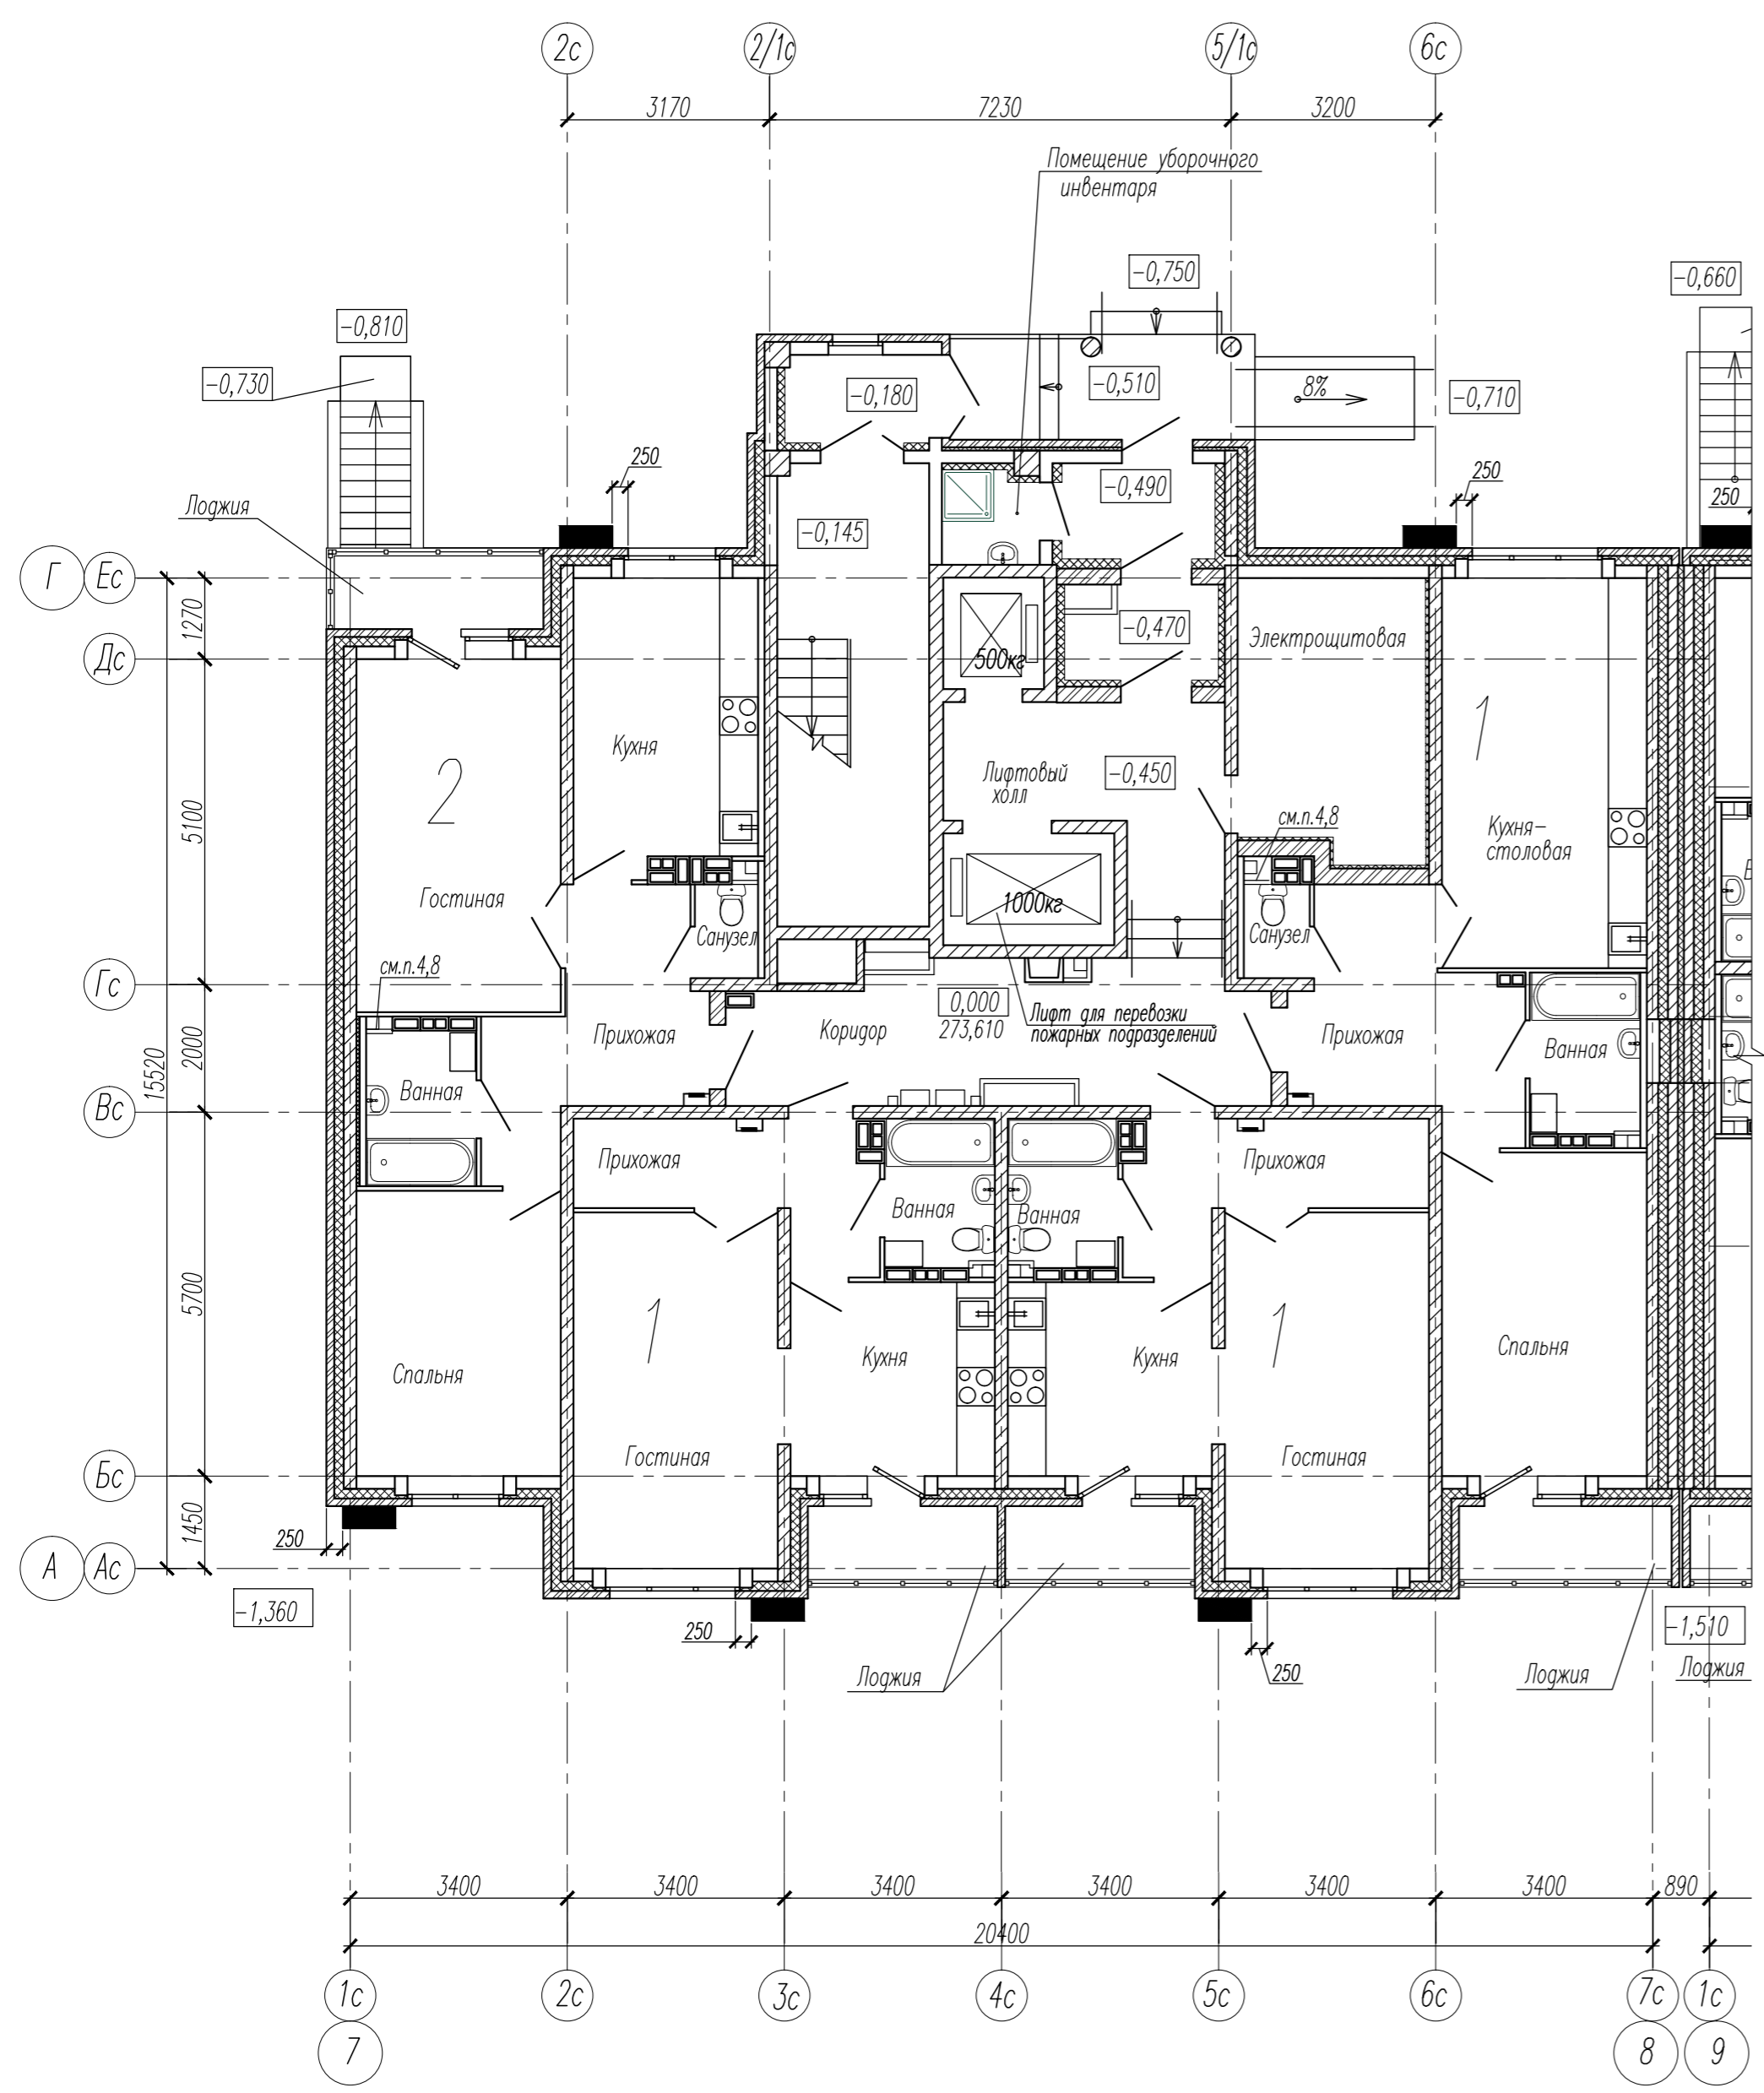 2с
2/1с
5/1с
6с
3170
7230
3200
Помещение уборочного
инвентаря
-0,750
-0,660
-0,810
-0,730
-0,180
-0,510
8%
-0,710
250
-0,490
250
250
Лоджия
-0,145
Г
Ес
1270
-0,470
Электрощитовая
Дс
500кг
1
Кухня
2
Лифтовый
холл
-0,450
5100
см.п.4,8
Кухня-
столовая
Гостиная
1000кг
Санузел
Санузел
см.п.4,8
Гс
0,000
273,610
Лифт для перевозки
пожарных подразделений
Прихожая
Коридор
Прихожая
Ванная
2000
15520
Ванная
Вс
Прихожая
Прихожая
Ванная
Ванная
5700
1
1
Спальня
Кухня
Кухня
Спальня
Гостиная
Гостиная
Бс
1450
250
А
Ас
-1,360
250
-1,510
250
Лоджия
Лоджия
Лоджия
3400
3400
3400
3400
3400
3400
890
20400
1с
2с
3с
4с
5с
6с
7с
1с
7
8
9